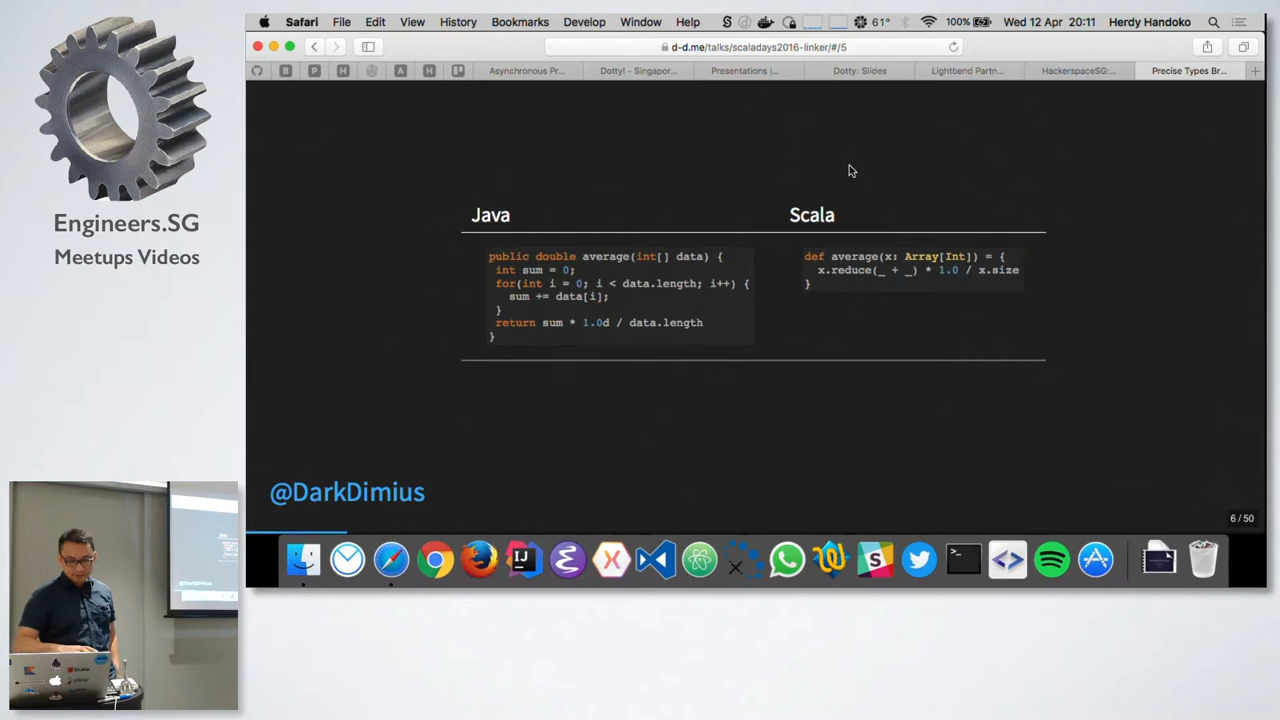 Safari File Edit View History Bookmarks Develop Window Help 61° 100% Wed 12 Apr 20:11 Herdy Handoko
d-d.me/talks/scaladays2016-linker/#/5
B P H A H Asynchronous Pr... Dotty! - Singapor... Presentations |... Dotty: Slides Lightbend Partn... HackerspaceSG:... Precise Types Br...
Engineers.SG
Meetups Videos
Java Scala
public double average(int[] data) {
int sum = 0;
for(int i = 0; i < data.length; i++) {
sum += data[i];
}
return sum * 1.0d / data.length
}
def average(x: Array[Int]) = {
x.reduce(_ + _) * 1.0 / x.size
}
@DarkDimius
6 / 50
Scala